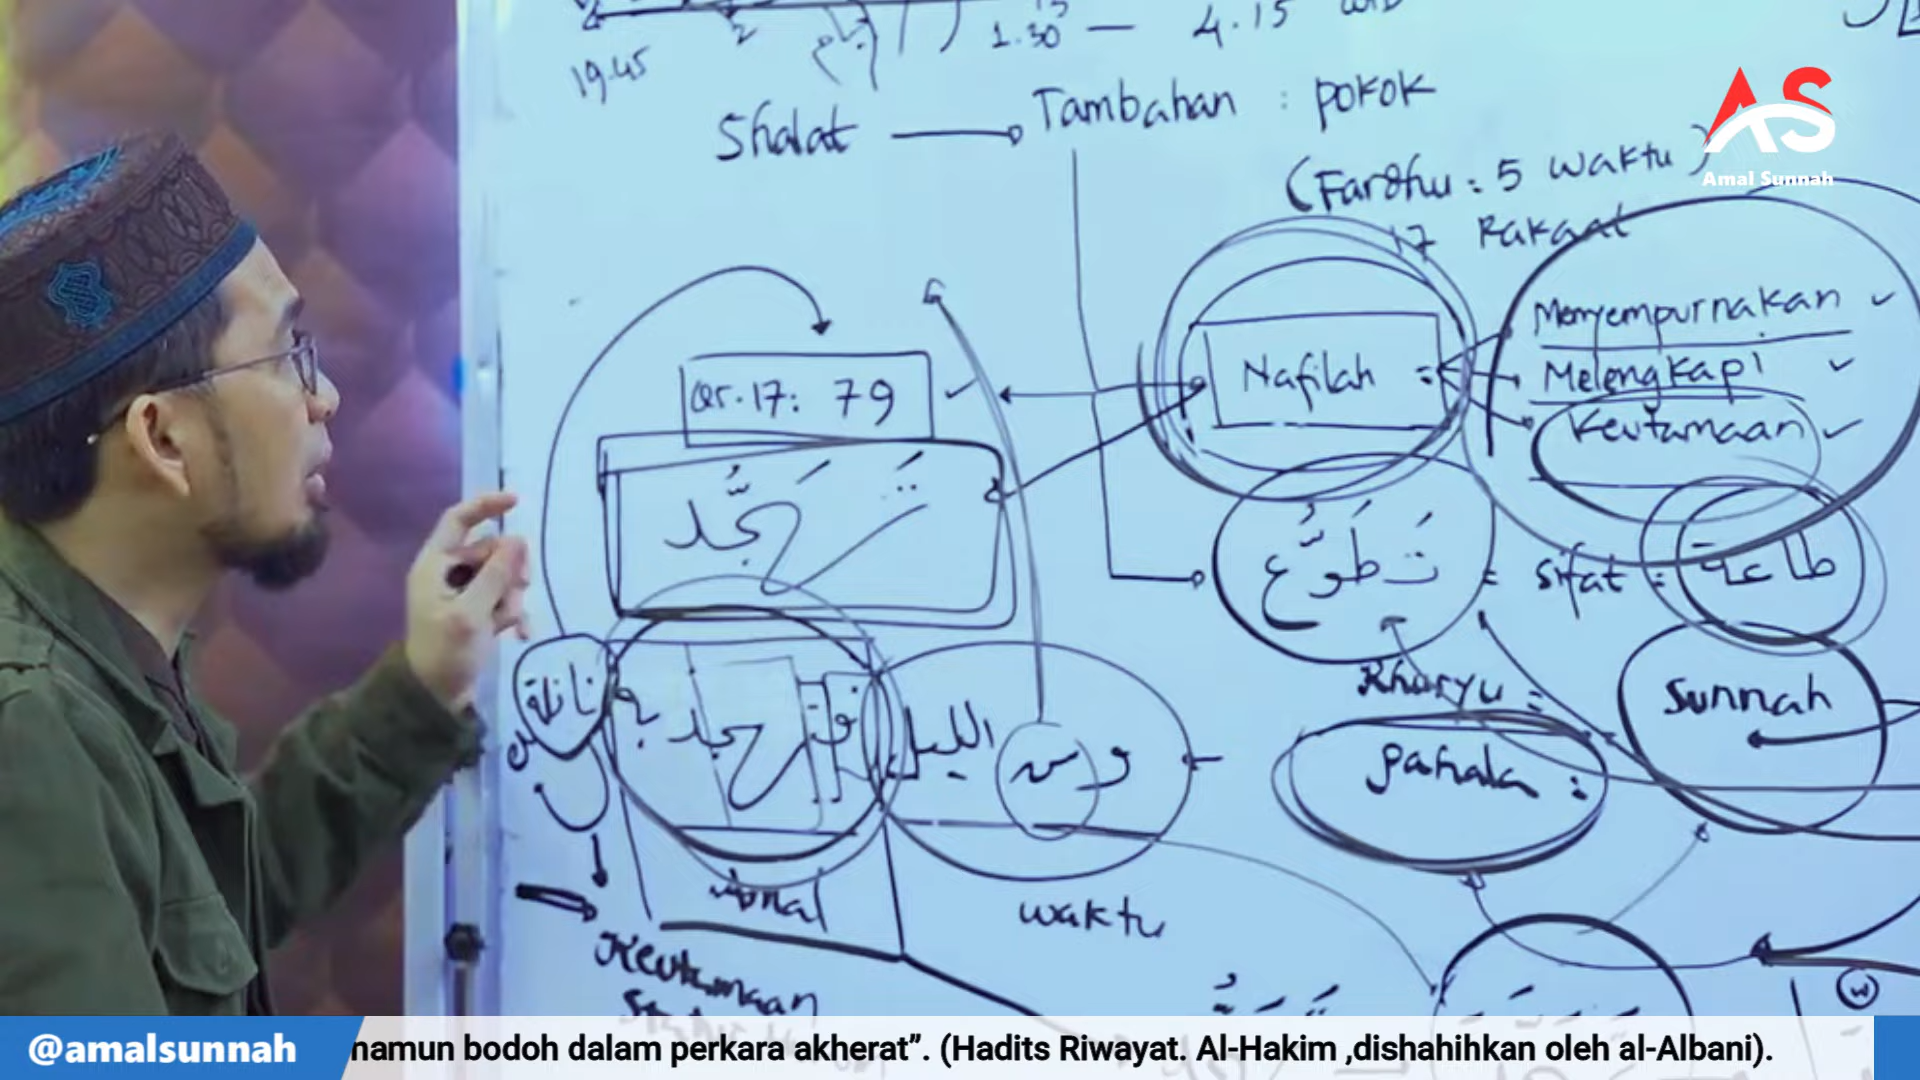 1.30 — 4.15 WIB
19.45
Shalat Tambahan : pokok
(Fardhu : 5 waktu)
17 Rakaat
AS
Amal Sunnah
Menyempurnakan
Nafilah =
Melengkapi
Keutamaan
Qs. 17: 79
تهجد
تطوع = sifat = طاعة
Sunnah
نافلة
فتهجد به
ومن الليل
pahala :
Amal
waktu
Keutamaan
@amalsunnah
namun bodoh dalam perkara akherat”. (Hadits Riwayat. Al-Hakim ,dishahihkan oleh al-Albani).